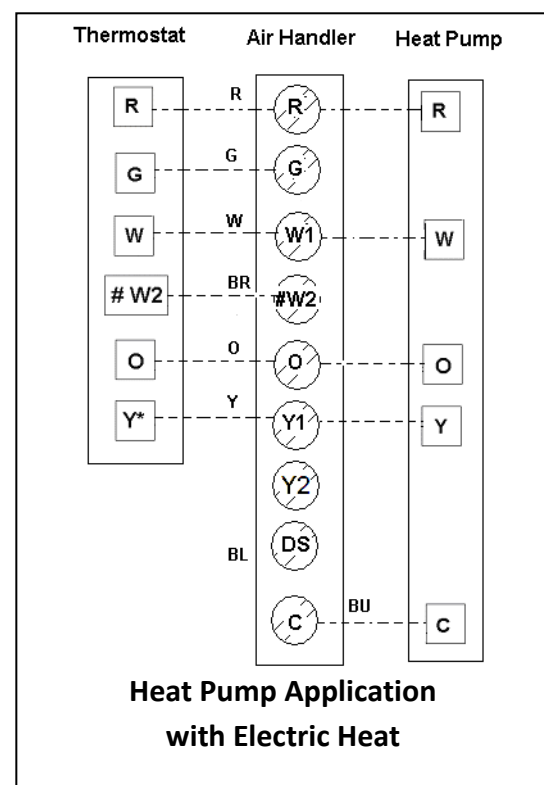 Thermostat Air Handler Heat Pump
R R R R
G G G
W W W1 W
# W2 BR #W2
O O O O
Y* Y Y1 Y
Y2
BL DS
C BU C
Heat Pump Application
with Electric Heat